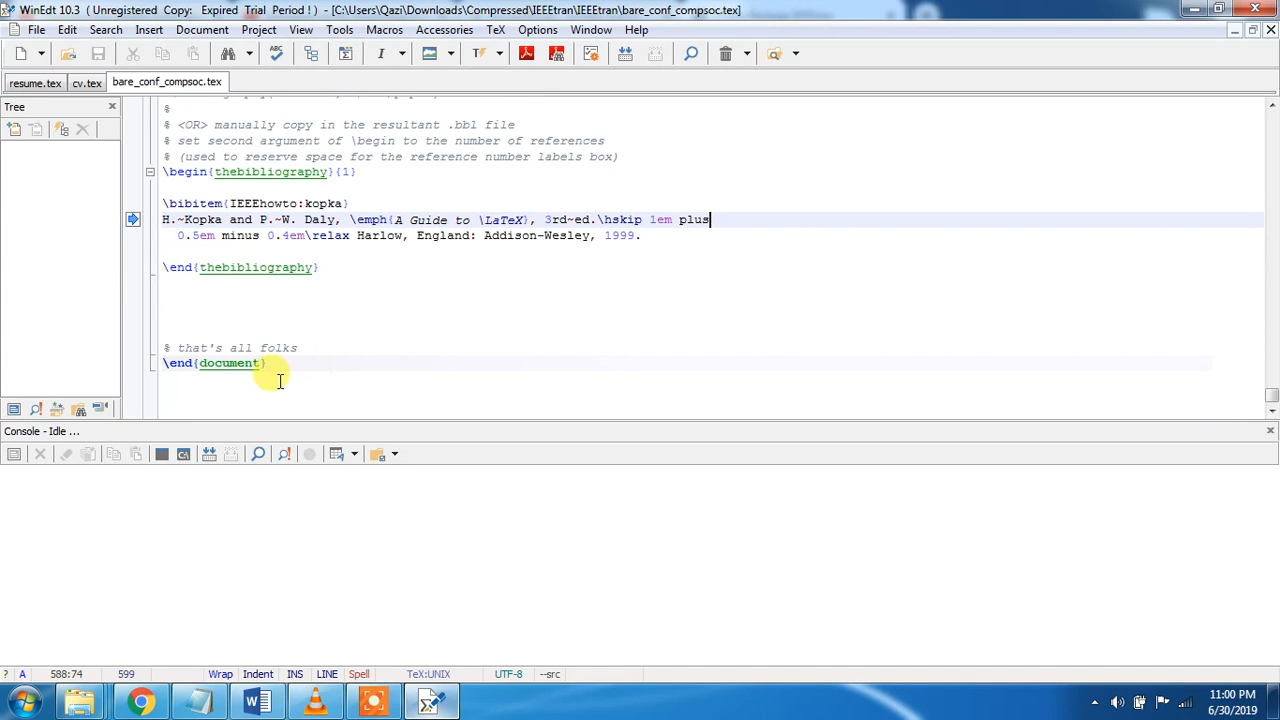 WinEdt 10.3 ( Unregistered Copy: Expired Trial Period ! ) - [C:\Users\Qazi\Downloads\Compressed\IEEEtran\IEEEtran\bare_conf_compsoc.tex]
File Edit Search Insert Document Project View Tools Macros Accessories TeX Options Window Help
resume.tex cv.tex bare_conf_compsoc.tex
Tree
%
% <OR> manually copy in the resultant .bbl file
% set second argument of \begin to the number of references
% (used to reserve space for the reference number labels box)
\begin{thebibliography}{1}
\bibitem{IEEEhowto:kopka}
H.~Kopka and P.~W. Daly, \emph{A Guide to \LaTeX}, 3rd~ed.\hskip 1em plus
0.5em minus 0.4em\relax Harlow, England: Addison-Wesley, 1999.
\end{thebibliography}
% that's all folks
\end{document}
Console - Idle ...
? A 588:74 599 Wrap Indent INS LINE Spell TeX:UNIX UTF-8 --src
11:00 PM
6/30/2019